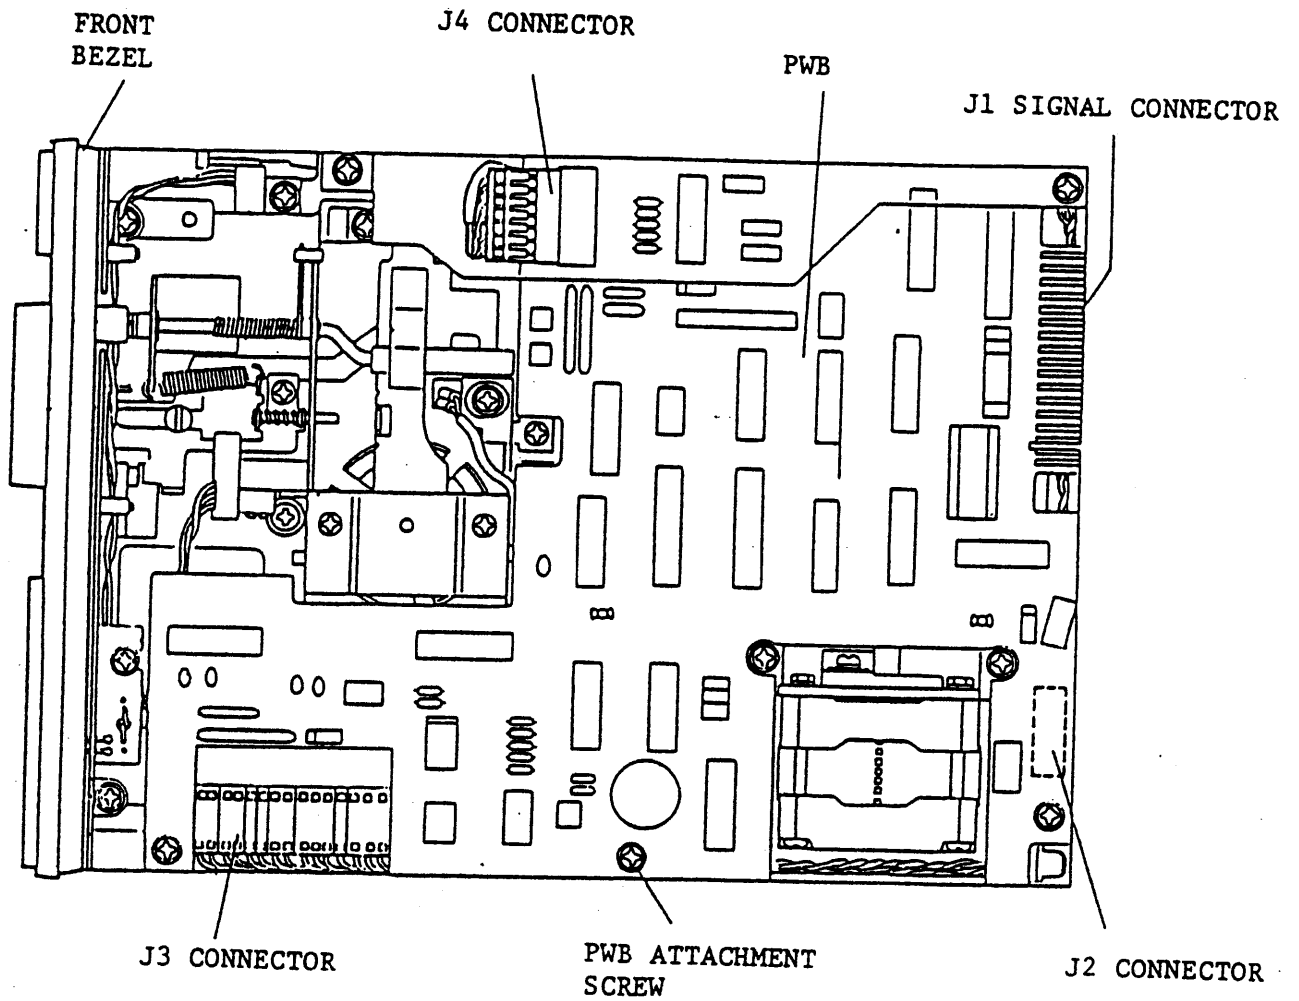 FRONT
BEZEL
J4 CONNECTOR
PWB
J1 SIGNAL CONNECTOR
J3 CONNECTOR
PWB ATTACHMENT
SCREW
J2 CONNECTOR